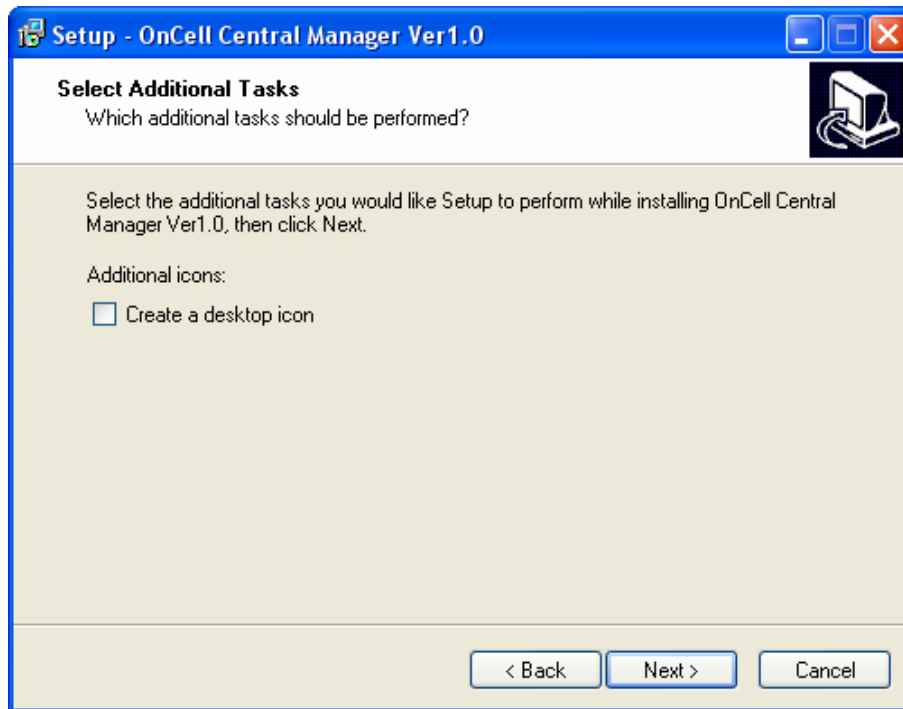 Setup - OnCell Central Manager Ver1.0
Select Additional Tasks
Which additional tasks should be performed?
Select the additional tasks you would like Setup to perform while installing OnCell Central
Manager Ver1.0, then click Next.
Additional icons:
Create a desktop icon
< Back
Next >
Cancel